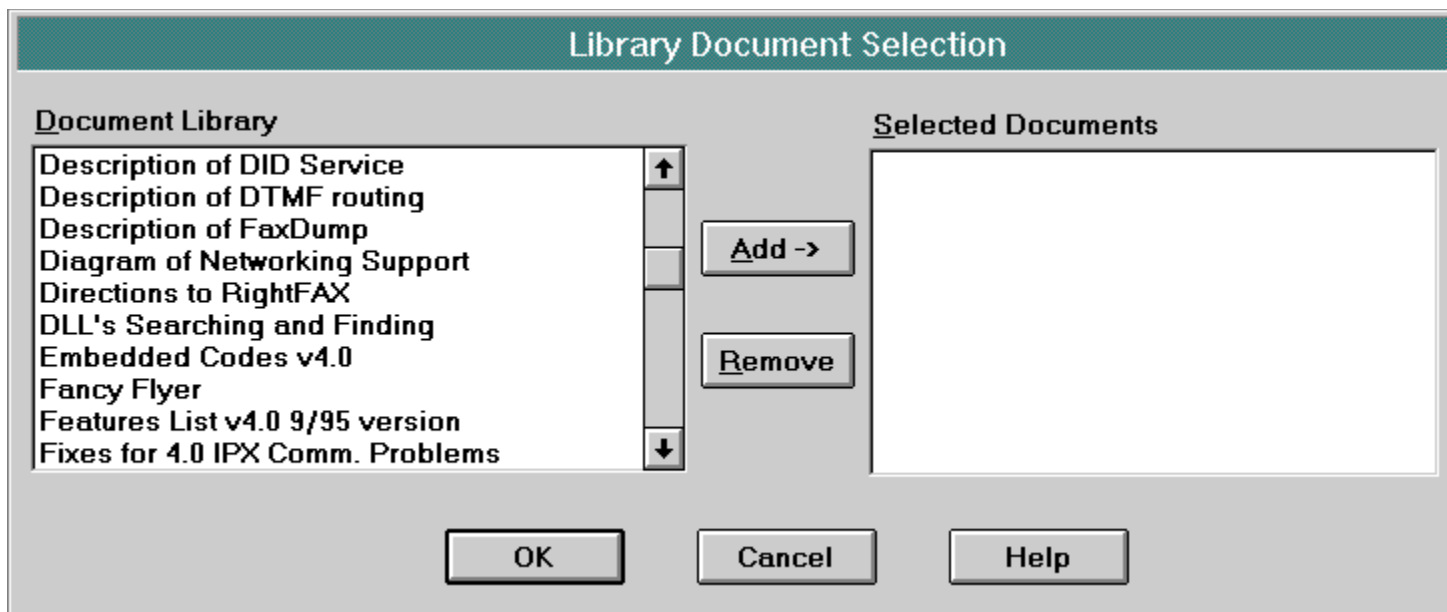 Library Document Selection
Document Library
Selected Documents
Description of DID Service
Description of DTMF routing
Description of FaxDump
Diagram of Networking Support
Directions to RightFAX
DLL's Searching and Finding
Embedded Codes v4.0
Fancy Flyer
Features List v4.0 9/95 version
Fixes for 4.0 IPX Comm. Problems
Add ->
Remove
OK
Cancel
Help